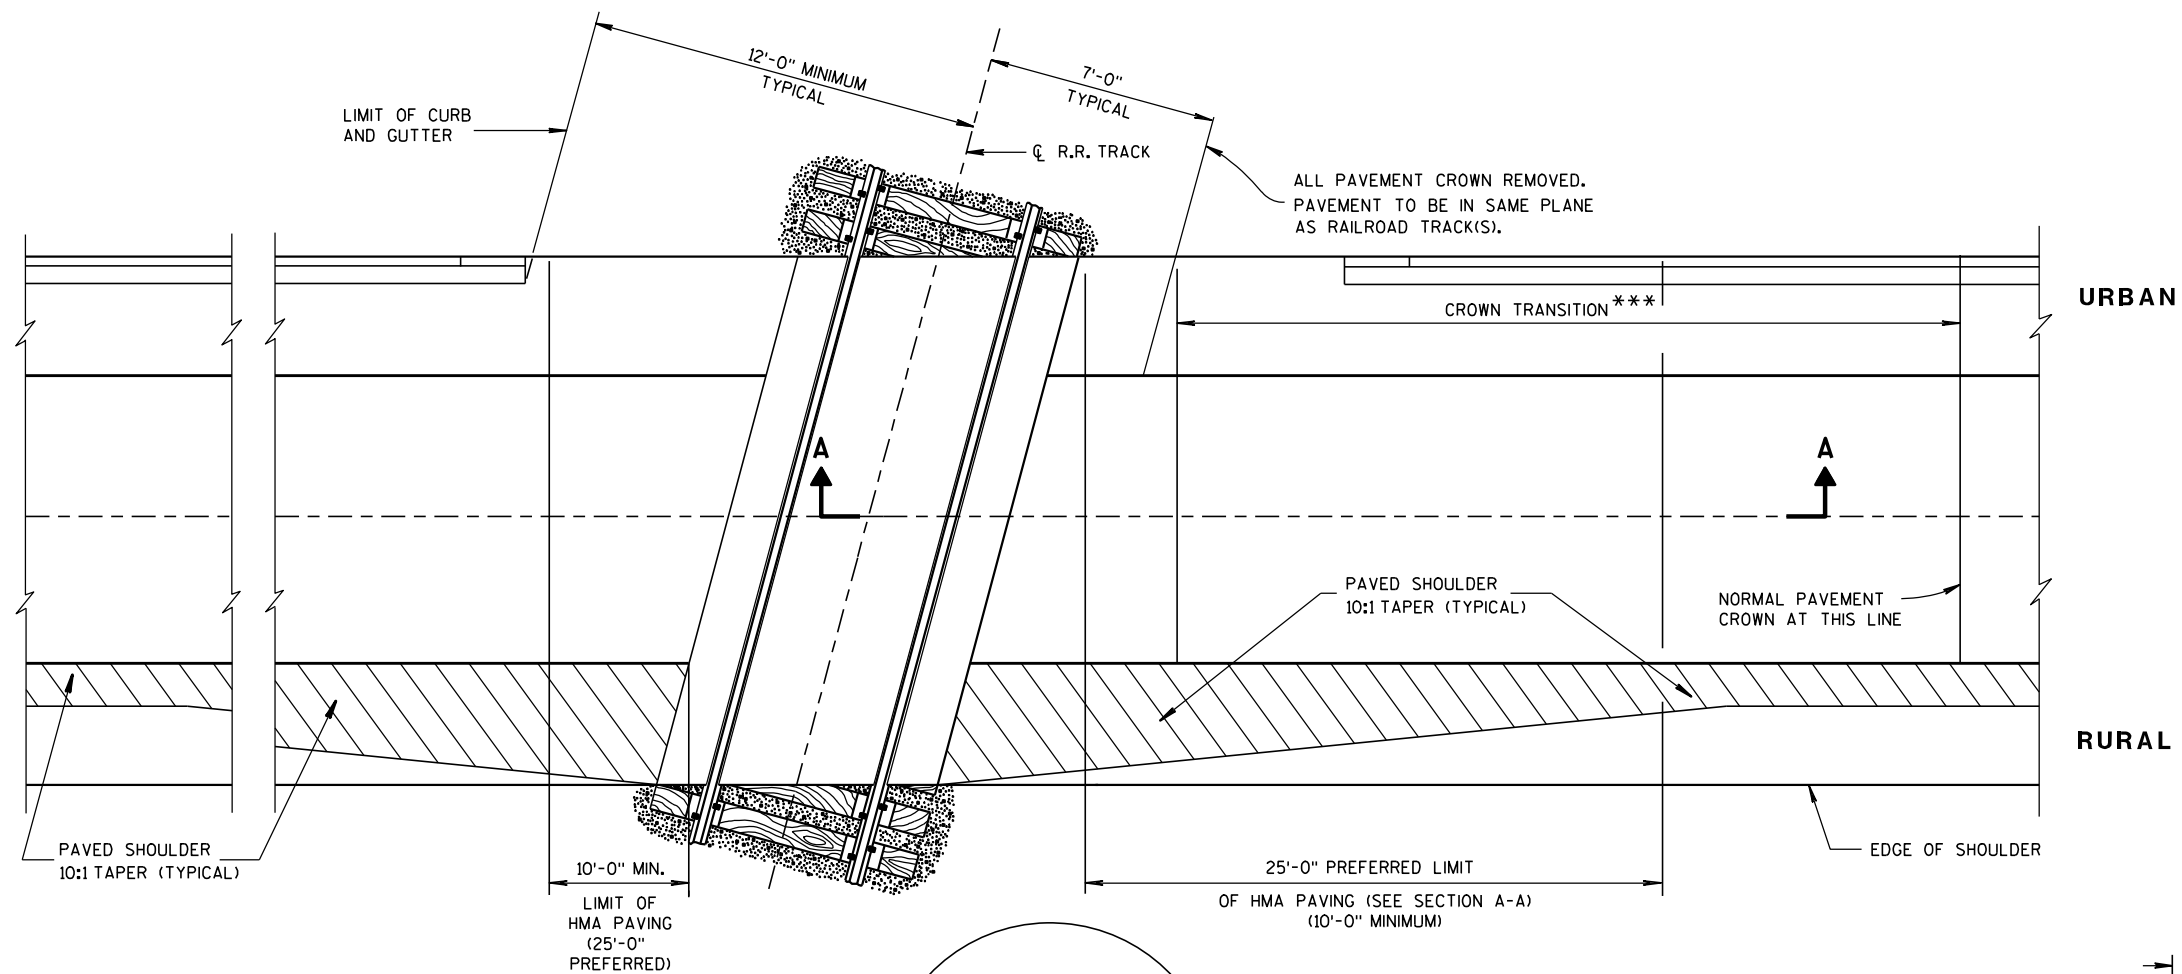 12'-0" MINIMUM
TYPICAL
7'-0"
TYPICAL
LIMIT OF CURB
AND GUTTER
℄ R.R. TRACK
ALL PAVEMENT CROWN REMOVED.
PAVEMENT TO BE IN SAME PLANE
AS RAILROAD TRACK(S).
URBAN
CROWN TRANSITION***
A
A
PAVED SHOULDER
10:1 TAPER (TYPICAL)
NORMAL PAVEMENT
CROWN AT THIS LINE
RURAL
PAVED SHOULDER
10:1 TAPER (TYPICAL)
EDGE OF SHOULDER
10'-0" MIN.
LIMIT OF
HMA PAVING
(25'-0"
PREFERRED)
25'-0" PREFERRED LIMIT
OF HMA PAVING (SEE SECTION A-A)
(10'-0" MINIMUM)